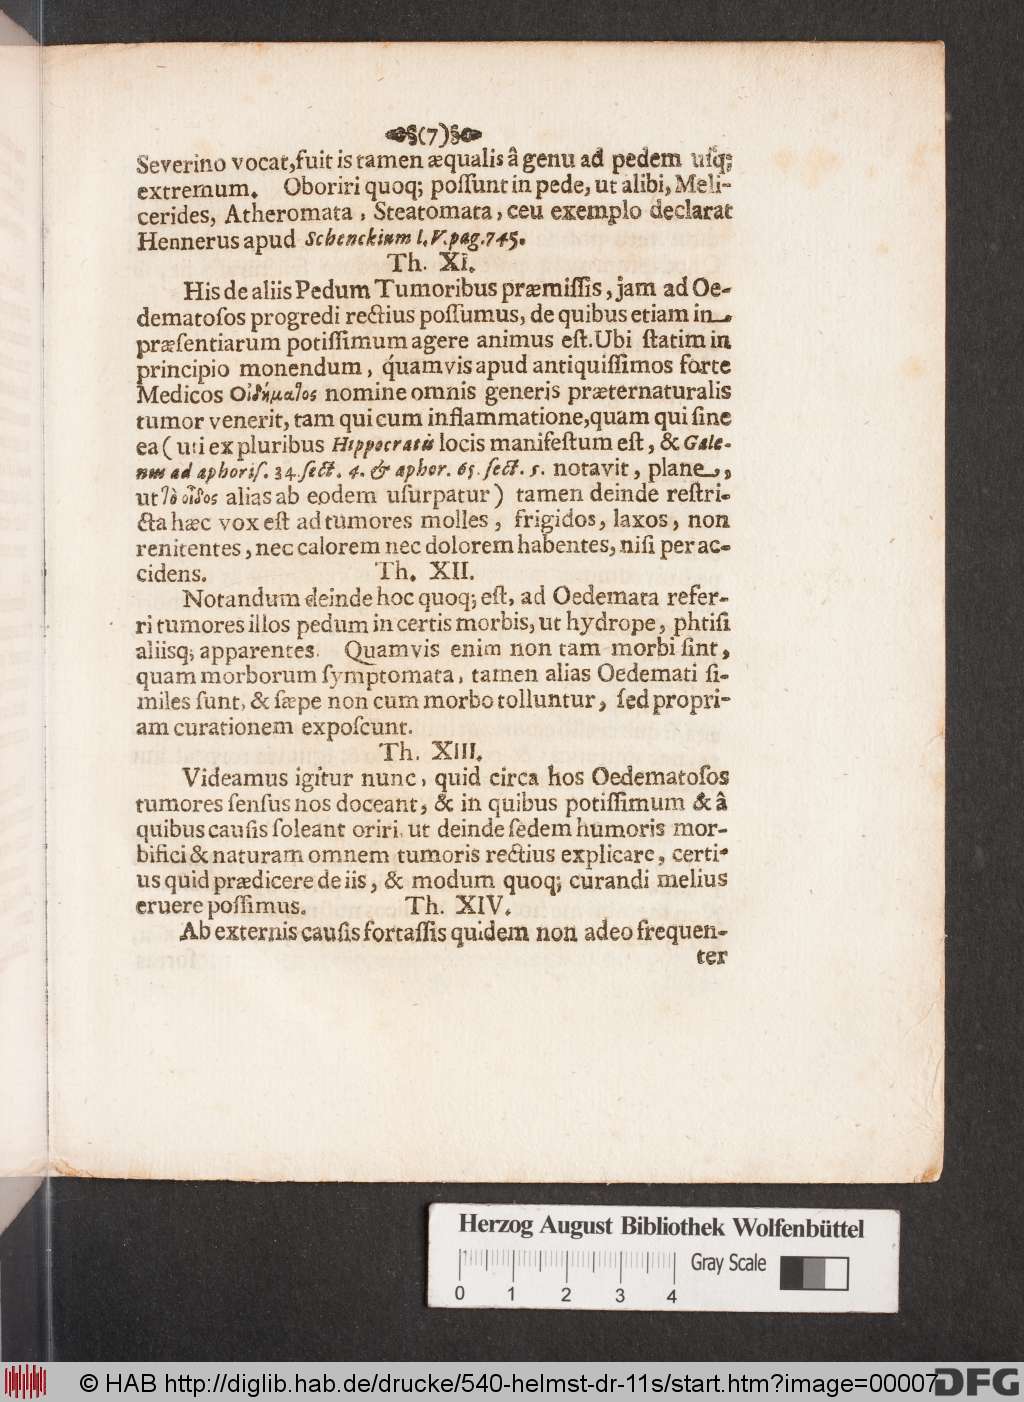 (7)
Severino vocat, fuit is tamen æqualis â genu ad pedem uſq;
extremum. Oboriri quoq; poſſunt in pede, ut alibi, Meli-
cerides, Atheromata, Steatomata, ceu exemplo declarat
Hennerus apud Schenckium l. V. pag. 745.
Th. XI.
His de aliis Pedum Tumoribus præmiſſis, jam ad Oe-
dematoſos progredi rectius poſſumus, de quibus etiam in
præſentiarum potiſſimum agere animus eſt. Ubi ſtatim in
principio monendum, quamvis apud antiquiſſimos forte
Medicos Οἰδήματος nomine omnis generis præternaturalis
tumor venerit, tam qui cum inflammatione, quam qui ſine
ea (uti ex pluribus Hippocratis locis manifeſtum eſt, & Gale-
nus ad aphoriſ. 34. ſect. 4. & aphor. 65. ſect. 5. notavit, plane,
ut τὸ οἶδος alias ab eodem uſurpatur) tamen deinde reſtri-
cta hæc vox eſt ad tumores molles, frigidos, laxos, non
renitentes, nec calorem nec dolorem habentes, niſi per ac-
cidens. Th. XII.
Notandum deinde hoc quoq; eſt, ad Oedemata refer-
ri tumores illos pedum in certis morbis, ut hydrope, phtiſi
aliisq; apparentes. Quamvis enim non tam morbi ſint,
quam morborum ſymptomata, tamen alias Oedemati ſi-
miles ſunt, & ſæpe non cum morbo tolluntur, ſed propri-
am curationem expoſcunt.
Th. XIII.
Videamus igitur nunc, quid circa hos Oedematoſos
tumores ſenſus nos doceant, & in quibus potiſſimum & â
quibus cauſis ſoleant oriri, ut deinde ſedem humoris mor-
bifici & naturam omnem tumoris rectius explicare, certi-
us quid prædicere de iis, & modum quoq; curandi melius
eruere poſſimus. Th. XIV.
Ab externis cauſis fortaſſis quidem non adeo frequen-
ter
Herzog August Bibliothek Wolfenbüttel
Gray Scale
0 1 2 3 4
© HAB http://diglib.hab.de/drucke/540-helmst-dr-11s/start.htm?image=00007
DFG